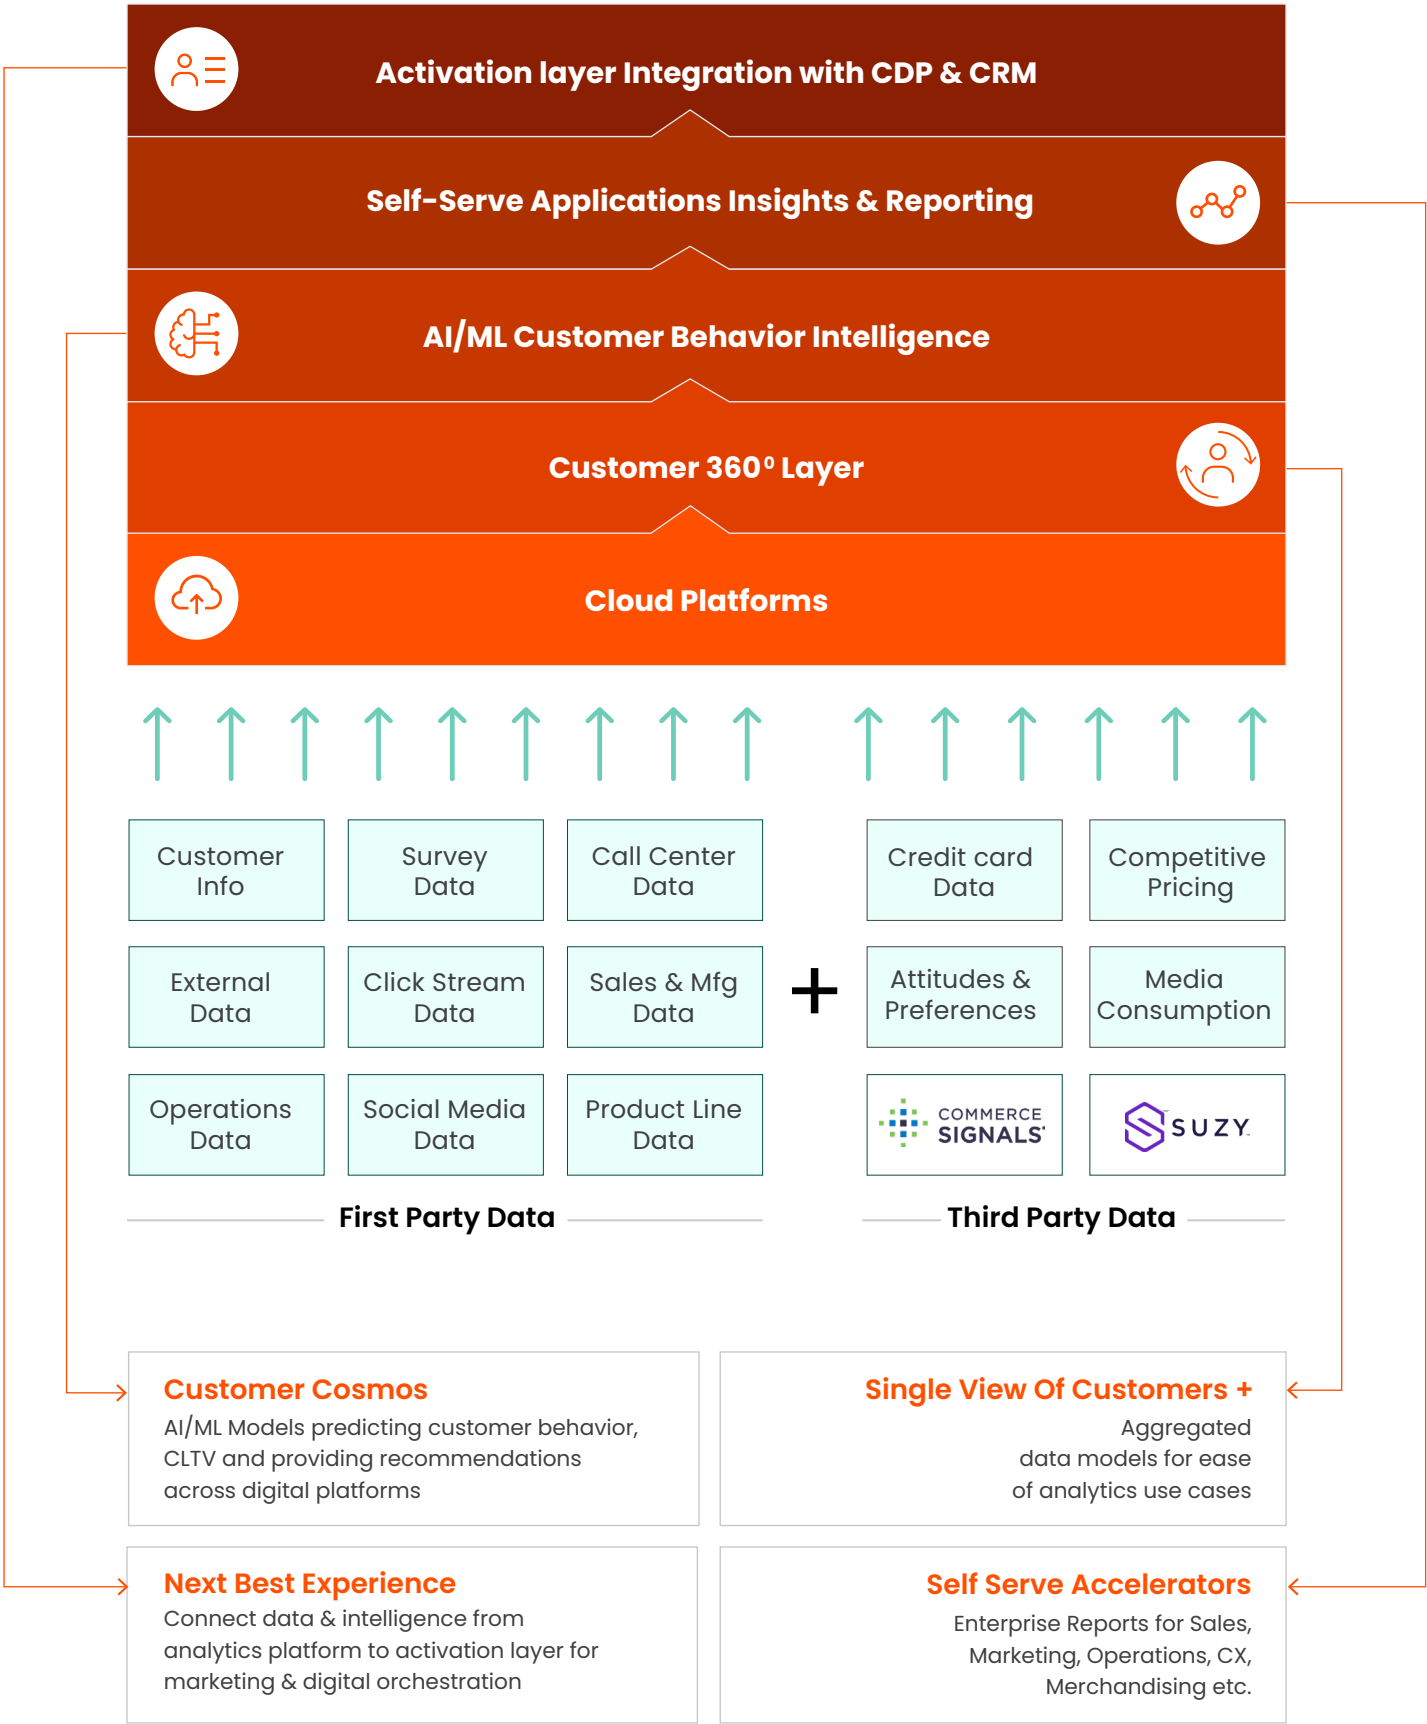 Activation layer Integration with CDP & CRM
Self-Serve Applications Insights & Reporting
AI/ML Customer Behavior Intelligence
Customer 360⁰ Layer
Cloud Platforms
Customer
Info
Survey
Data
Call Center
Data
Credit card
Data
Competitive
Pricing
External
Data
Click Stream
Data
Sales & Mfg
Data
+
Attitudes &
Preferences
Media
Consumption
Operations
Data
Social Media
Data
Product Line
Data
COMMERCE
SIGNALS
SUZY
First Party Data
Third Party Data
Customer Cosmos
AI/ML Models predicting customer behavior,
CLTV and providing recommendations
across digital platforms
Single View Of Customers +
Aggregated
data models for ease
of analytics use cases
Next Best Experience
Connect data & intelligence from
analytics platform to activation layer for
marketing & digital orchestration
Self Serve Accelerators
Enterprise Reports for Sales,
Marketing, Operations, CX,
Merchandising etc.